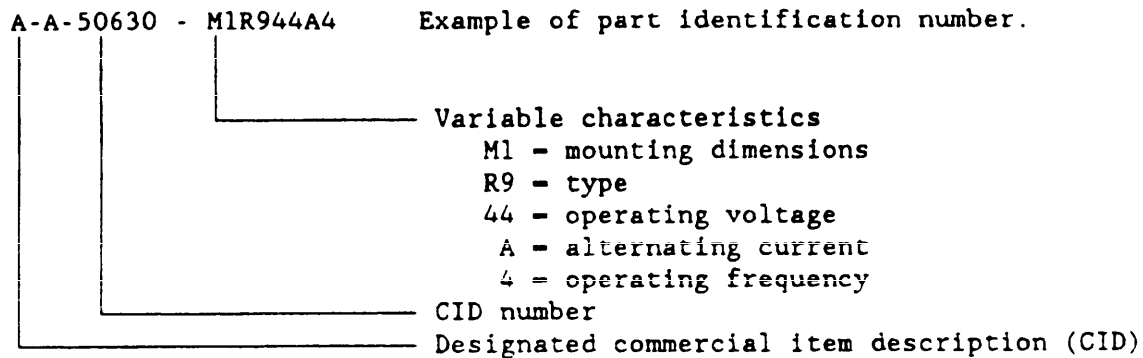 A-A-50630 - M1R944A4 Example of part identification number.
Variable characteristics
M1 = mounting dimensions
R9 = type
44 = operating voltage
A = alternating current
4 = operating frequency
CID number
Designated commercial item description (CID)